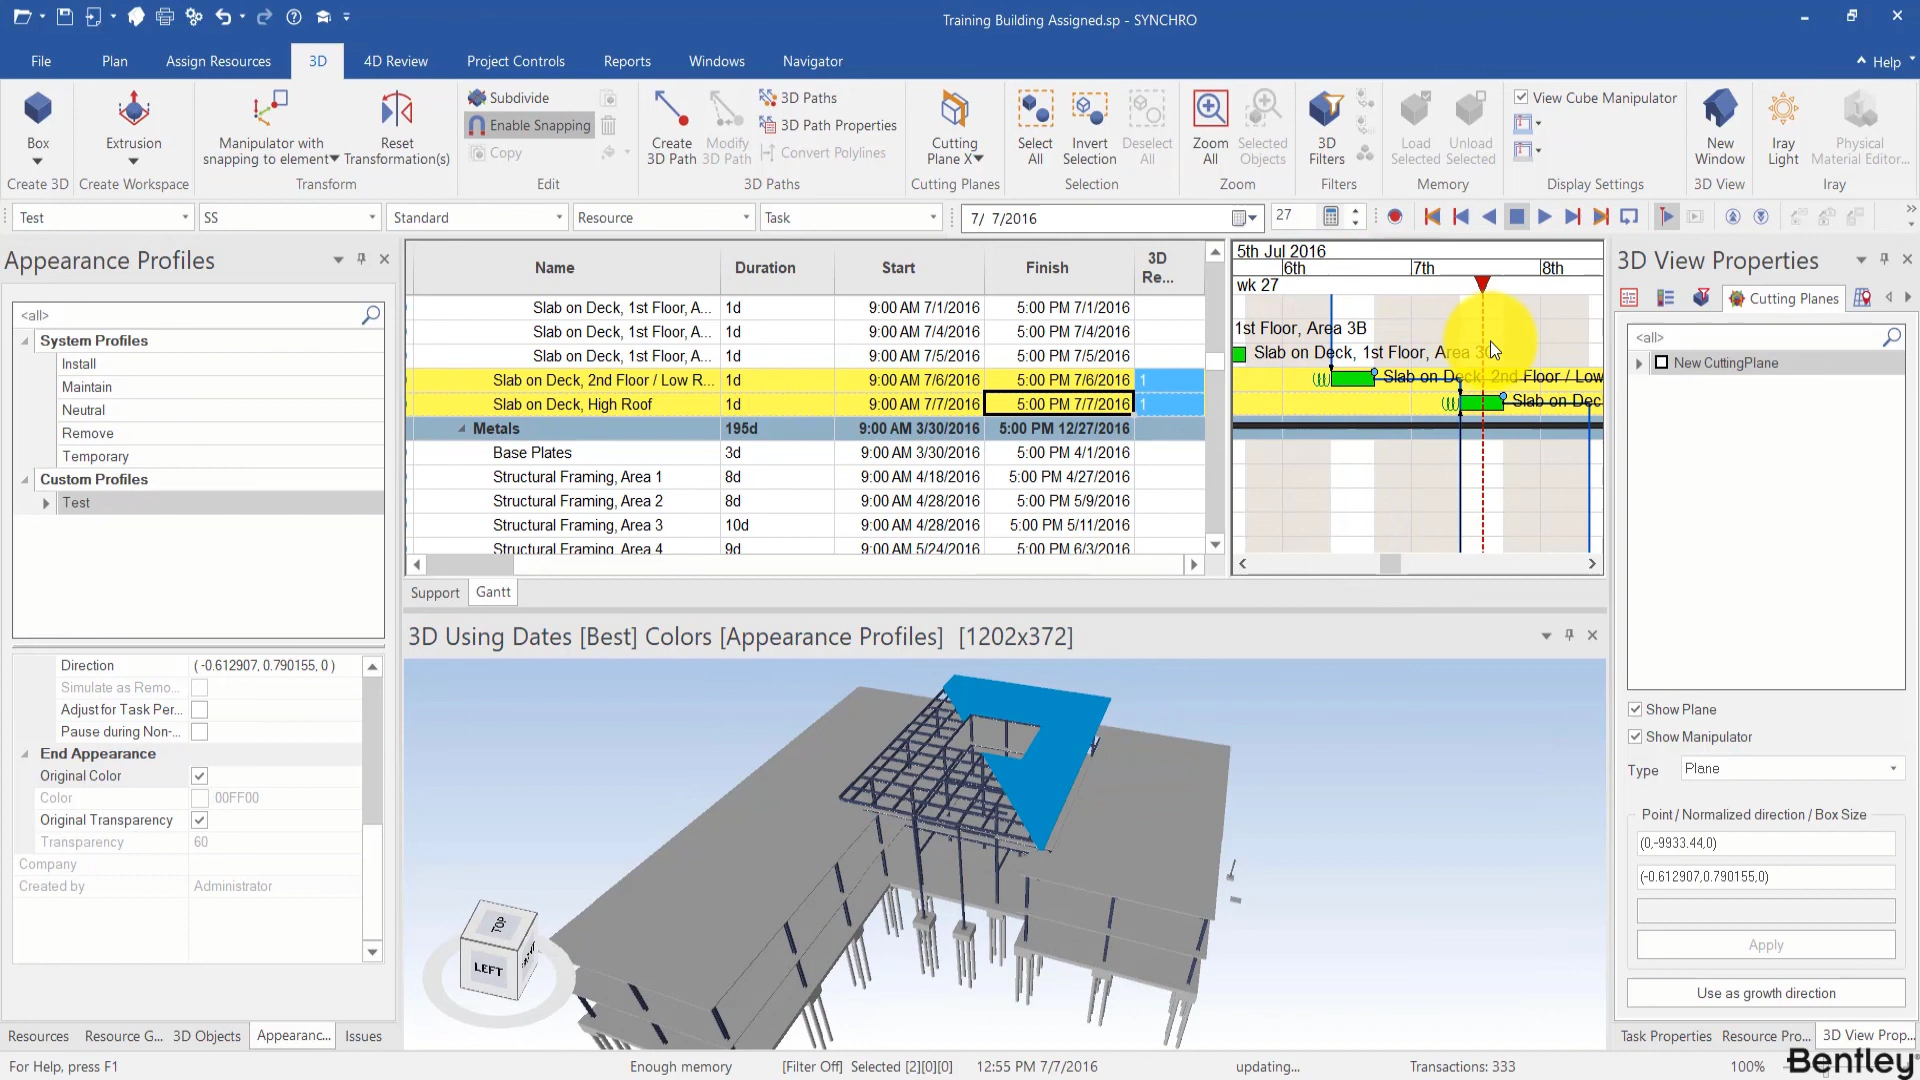 Training Building Assigned.sp - SYNCHRO
File
Plan
Assign Resources
3D
4D Review
Project Controls
Reports
Windows
Navigator
Help
Box
Extrusion
Manipulator with
snapping to element
Reset
Transformation(s)
Subdivide
Enable Snapping
Copy
Create
3D Path
Modify
3D Path
3D Paths
3D Path Properties
Convert Polylines
Cutting
Plane X
Select
All
Invert
Selection
Deselect
All
Zoom
All
Selected
Objects
3D
Filters
Load
Selected
Unload
Selected
View Cube Manipulator
New
Window
Iray
Light
Physical
Material Editor...
Create 3D
Create Workspace
Transform
Edit
3D Paths
Cutting Planes
Selection
Zoom
Filters
Memory
Display Settings
3D View
Iray
Test
SS
Standard
Resource
Task
7/ 7/2016
27
Appearance Profiles
<all>
System Profiles
Install
Maintain
Neutral
Remove
Temporary
Custom Profiles
Test
Direction ( -0.612907, 0.790155, 0 )
Simulate as Remo...
Adjust for Task Per...
Pause during Non-...
End Appearance
Original Color
Color 00FF00
Original Transparency
Transparency 60
Company
Created by Administrator
Resources
Resource G...
3D Objects
Appearanc...
Issues
Name Duration Start Finish 3D
Re...
Slab on Deck, 1st Floor, A... 1d 9:00 AM 7/1/2016 5:00 PM 7/1/2016
Slab on Deck, 1st Floor, A... 1d 9:00 AM 7/4/2016 5:00 PM 7/4/2016
Slab on Deck, 1st Floor, A... 1d 9:00 AM 7/5/2016 5:00 PM 7/5/2016
Slab on Deck, 2nd Floor / Low R... 1d 9:00 AM 7/6/2016 5:00 PM 7/6/2016 1
Slab on Deck, High Roof 1d 9:00 AM 7/7/2016 5:00 PM 7/7/2016 1
Metals 195d 9:00 AM 3/30/2016 5:00 PM 12/27/2016
Base Plates 3d 9:00 AM 3/30/2016 5:00 PM 4/1/2016
Structural Framing, Area 1 8d 9:00 AM 4/18/2016 5:00 PM 4/27/2016
Structural Framing, Area 2 8d 9:00 AM 4/28/2016 5:00 PM 5/9/2016
Structural Framing, Area 3 10d 9:00 AM 4/28/2016 5:00 PM 5/11/2016
Structural Framing, Area 4 9d 9:00 AM 5/24/2016 5:00 PM 6/3/2016
Support
Gantt
5th Jul 2016
6th 7th 8th
wk 27
1st Floor, Area 3B
Slab on Deck, 1st Floor, Area
Slab on Deck, 2nd Floor / Low
Slab on Dec
3D Using Dates [Best] Colors [Appearance Profiles] [1202x372]
TOP
LEFT
3D View Properties
Cutting Planes
<all>
New CuttingPlane
Show Plane
Show Manipulator
Type Plane
Point / Normalized direction / Box Size
(0,-9933.44,0)
(-0.612907,0.790155,0)
Apply
Use as growth direction
Task Properties
Resource Pro...
3D View Prop...
For Help, press F1
Enough memory
[Filter Off]
Selected [2][0][0]
12:55 PM 7/7/2016
updating...
Transactions: 333
100%
Bentley